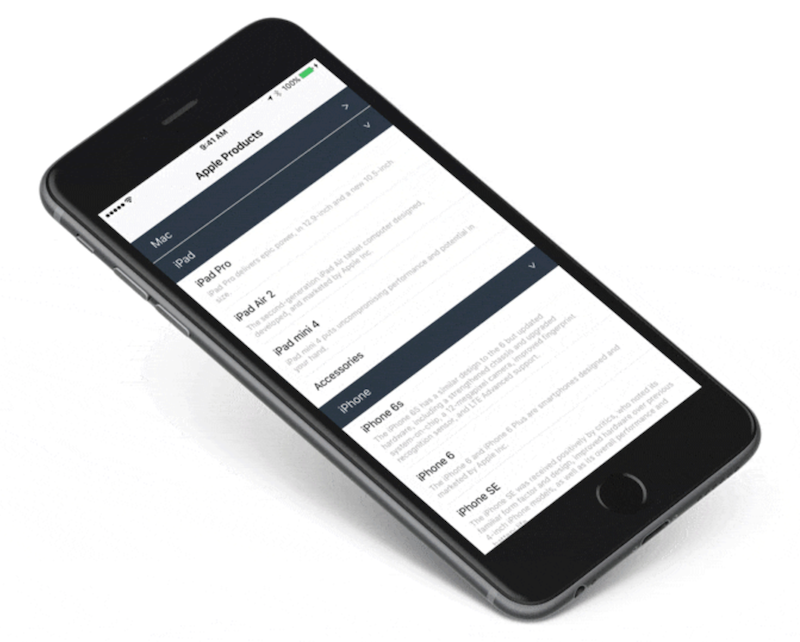 9:41 AM
100%
Apple Products
Mac
iPad
iPad Pro
iPad Pro delivers epic power, in 12.9-inch and a new 10.5-inch
size.
iPad Air 2
The second-generation iPad Air tablet computer designed,
developed, and marketed by Apple Inc.
iPad mini 4
iPad mini 4 puts uncompromising performance and potential in
your hand.
Accessories
iPhone
iPhone 6s
The iPhone 6S has a similar design to the 6 but updated
hardware, including a strengthened chassis and upgraded
system-on-chip, a 12-megapixel camera, improved fingerprint
recognition sensor, and LTE Advanced support.
iPhone 6
The iPhone 6 and iPhone 6 Plus are smartphones designed and
marketed by Apple Inc.
iPhone SE
The iPhone SE was received positively by critics, who noted its
familiar form factor and design, improved hardware over previous
4-inch iPhone models, as well as its overall performance and